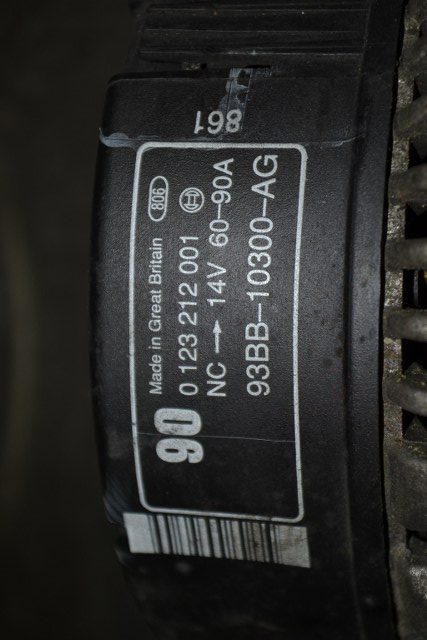 861
90
Made in Great Britain 806
0 123 212 001
NC → 14V 60-90A
93BB-10300-AG